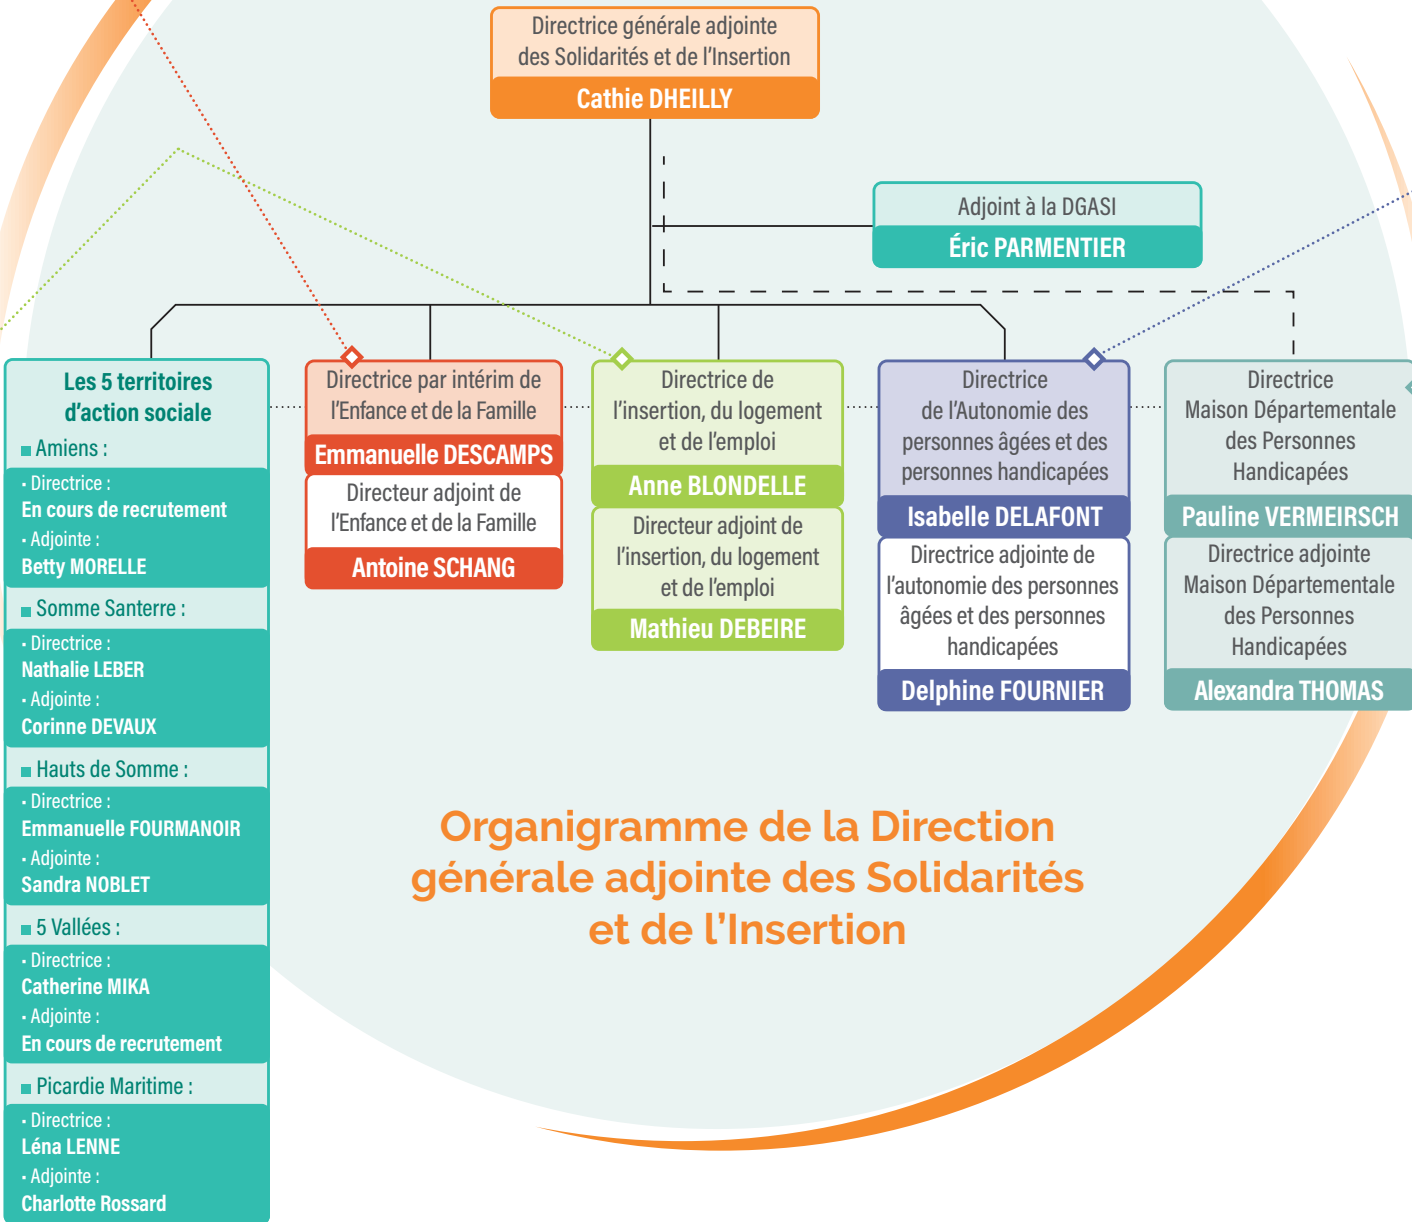 Directrice générale adjointe
des Solidarités et de l’Insertion
Cathie DHEILLY
Adjoint à la DGASI
Éric PARMENTIER
Les 5 territoires
d’action sociale
Amiens :
- Directrice :
En cours de recrutement
- Adjointe :
Betty MORELLE
Somme Santerre :
- Directrice :
Nathalie LEBER
- Adjointe :
Corinne DEVAUX
Hauts de Somme :
- Directrice :
Emmanuelle FOURMANOIR
- Adjointe :
Sandra NOBLET
5 Vallées :
- Directrice :
Catherine MIKA
- Adjointe :
En cours de recrutement
Picardie Maritime :
- Directrice :
Léna LENNE
- Adjointe :
Charlotte Rossard
Directrice par intérim de
l’Enfance et de la Famille
Emmanuelle DESCAMPS
Directeur adjoint de
l’Enfance et de la Famille
Antoine SCHANG
Directrice de
l’insertion, du logement
et de l’emploi
Anne BLONDELLE
Directeur adjoint de
l’insertion, du logement
et de l’emploi
Mathieu DEBEIRE
Directrice
de l’Autonomie des
personnes âgées et des
personnes handicapées
Isabelle DELAFONT
Directrice adjointe de
l’autonomie des personnes
âgées et des personnes
handicapées
Delphine FOURNIER
Directrice
Maison Départementale
des Personnes
Handicapées
Pauline VERMEIRSCH
Directrice adjointe
Maison Départementale
des Personnes
Handicapées
Alexandra THOMAS
Organigramme de la Direction
générale adjointe des Solidarités
et de l’Insertion